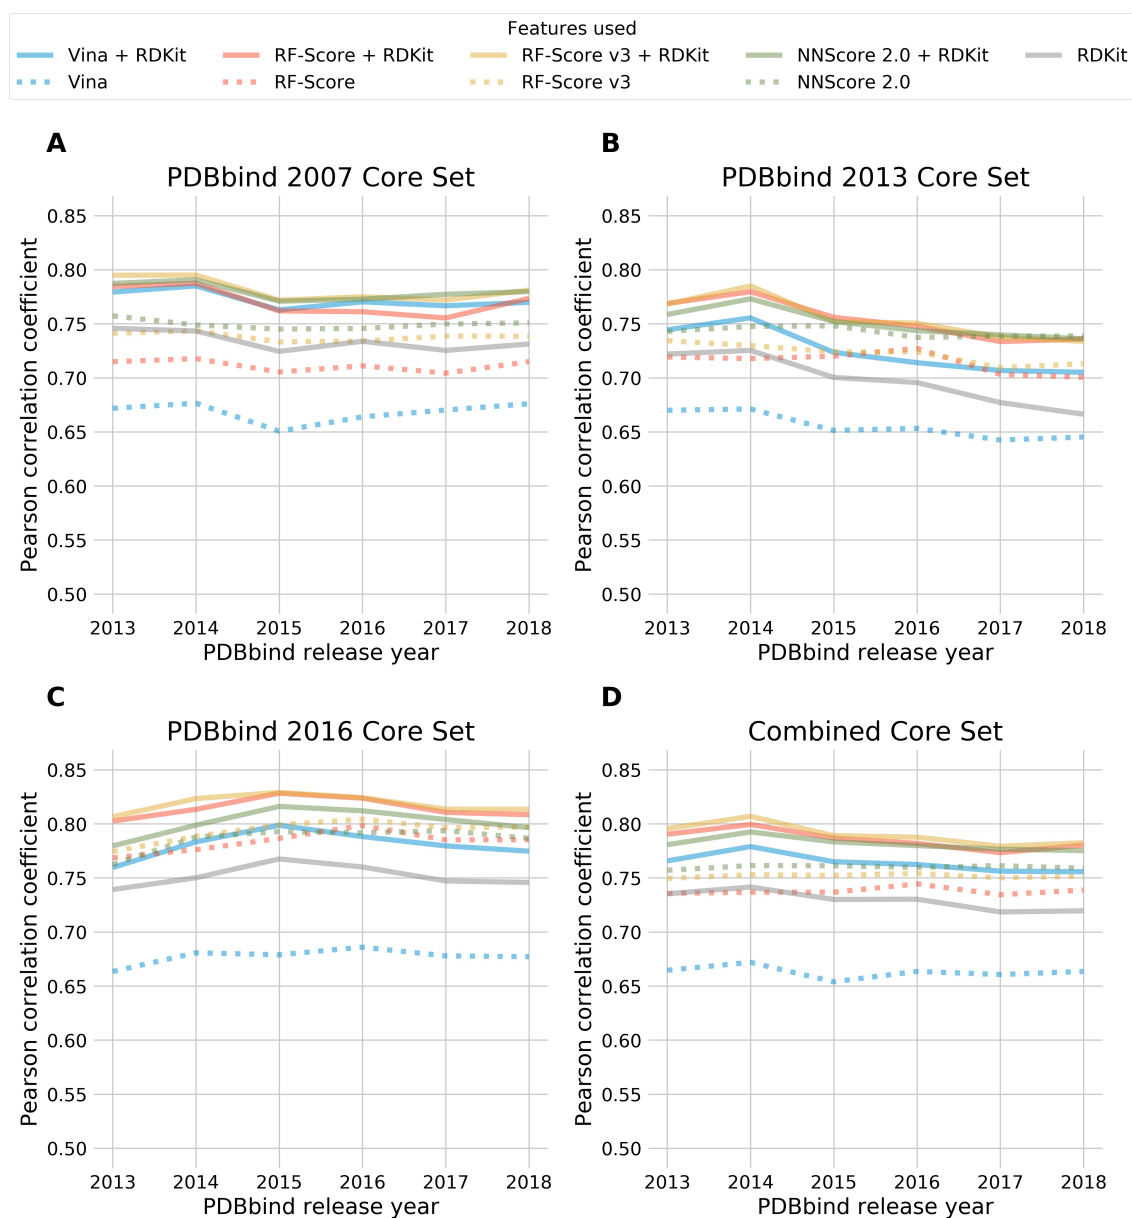 Features used
Vina + RDKit RF-Score + RDKit RF-Score v3 + RDKit NNScore 2.0 + RDKit RDKit
Vina RF-Score RF-Score v3 NNScore 2.0
A
PDBbind 2007 Core Set
Pearson correlation coefficient
0.85
0.80
0.75
0.70
0.65
0.60
0.55
0.50
2013 2014 2015 2016 2017 2018
PDBbind release year
B
PDBbind 2013 Core Set
Pearson correlation coefficient
0.85
0.80
0.75
0.70
0.65
0.60
0.55
0.50
2013 2014 2015 2016 2017 2018
PDBbind release year
C
PDBbind 2016 Core Set
Pearson correlation coefficient
0.85
0.80
0.75
0.70
0.65
0.60
0.55
0.50
2013 2014 2015 2016 2017 2018
PDBbind release year
D
Combined Core Set
Pearson correlation coefficient
0.85
0.80
0.75
0.70
0.65
0.60
0.55
0.50
2013 2014 2015 2016 2017 2018
PDBbind release year